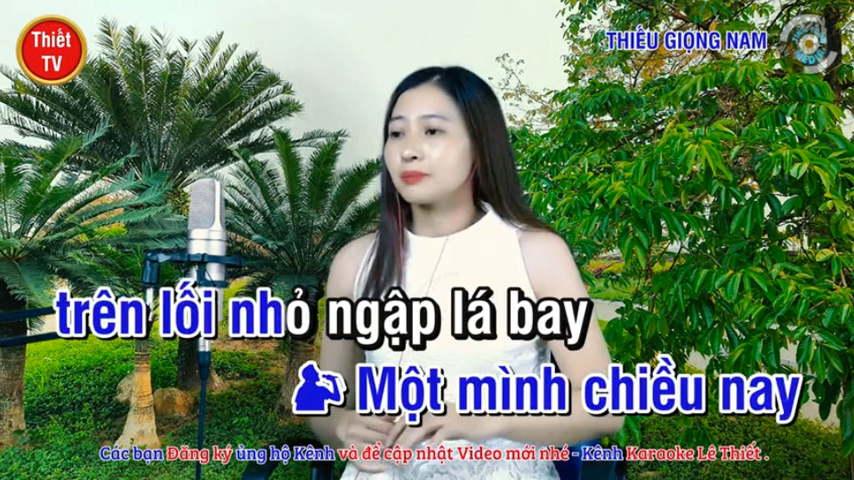 Thiết
TV
THIẾU GIỌNG NAM
trên lối nhỏ ngập lá bay
Một mình chiều nay
Các bạn Đăng ký ủng hộ Kênh và để cập nhật Video mới nhé - Kênh Karaoke Lê Thiết .